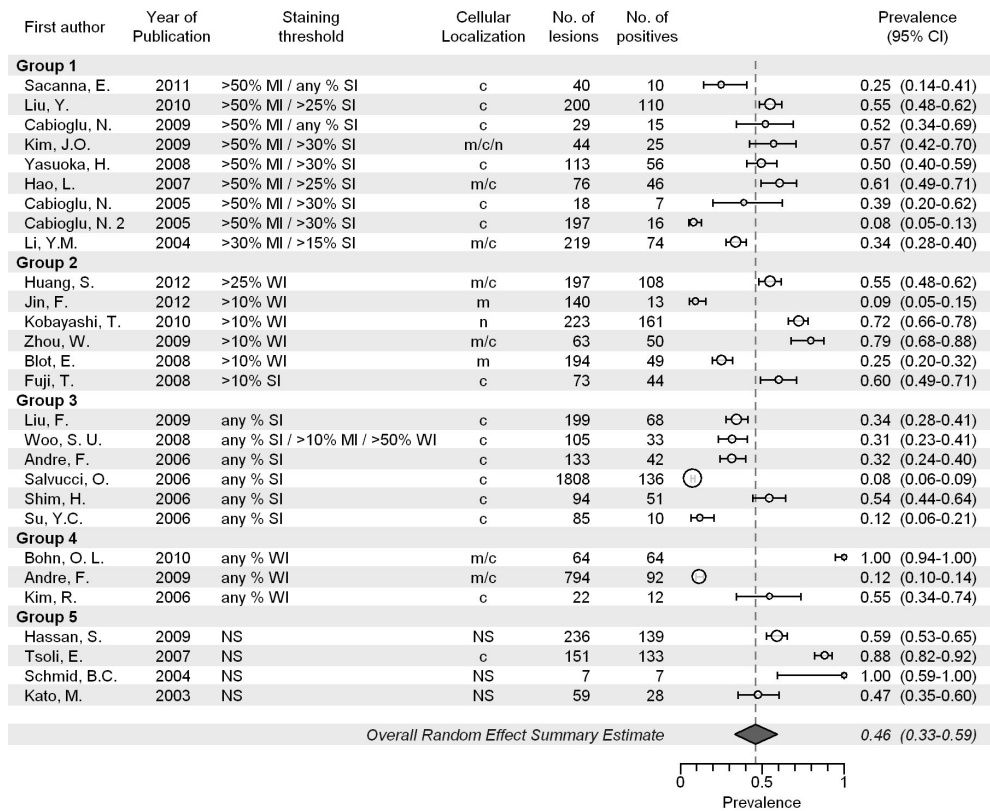 First author Year of Publication Staining threshold Cellular Localization No. of lesions No. of positives Prevalence (95% CI)
Group 1
Sacanna, E. 2011 >50% MI / any % SI c 40 10 0.25 (0.14-0.41)
Liu, Y. 2010 >50% MI / >25% SI c 200 110 0.55 (0.48-0.62)
Cabioglu, N. 2009 >50% MI / any % SI c 29 15 0.52 (0.34-0.69)
Kim, J.O. 2009 >50% MI / >30% SI m/c/n 44 25 0.57 (0.42-0.70)
Yasuoka, H. 2008 >50% MI / >30% SI c 113 56 0.50 (0.40-0.59)
Hao, L. 2007 >50% MI / >25% SI m/c 76 46 0.61 (0.49-0.71)
Cabioglu, N. 2005 >50% MI / >30% SI c 18 7 0.39 (0.20-0.62)
Cabioglu, N. 2 2005 >50% MI / >30% SI c 197 16 0.08 (0.05-0.13)
Li, Y.M. 2004 >30% MI / >15% SI m/c 219 74 0.34 (0.28-0.40)
Group 2
Huang, S. 2012 >25% WI m/c 197 108 0.55 (0.48-0.62)
Jin, F. 2012 >10% WI m 140 13 0.09 (0.05-0.15)
Kobayashi, T. 2010 >10% WI n 223 161 0.72 (0.66-0.78)
Zhou, W. 2009 >10% WI m/c 63 50 0.79 (0.68-0.88)
Blot, E. 2008 >10% WI m 194 49 0.25 (0.20-0.32)
Fuji, T. 2008 >10% SI c 73 44 0.60 (0.49-0.71)
Group 3
Liu, F. 2009 any % SI c 199 68 0.34 (0.28-0.41)
Woo, S. U. 2008 any % SI / >10% MI / >50% WI c 105 33 0.31 (0.23-0.41)
Andre, F. 2006 any % SI c 133 42 0.32 (0.24-0.40)
Salvucci, O. 2006 any % SI c 1808 136 0.08 (0.06-0.09)
Shim, H. 2006 any % SI c 94 51 0.54 (0.44-0.64)
Su, Y.C. 2006 any % SI c 85 10 0.12 (0.06-0.21)
Group 4
Bohn, O. L. 2010 any % WI m/c 64 64 1.00 (0.94-1.00)
Andre, F. 2009 any % WI m/c 794 92 0.12 (0.10-0.14)
Kim, R. 2006 any % WI c 22 12 0.55 (0.34-0.74)
Group 5
Hassan, S. 2009 NS NS 236 139 0.59 (0.53-0.65)
Tsoli, E. 2007 NS c 151 133 0.88 (0.82-0.92)
Schmid, B.C. 2004 NS NS 7 7 1.00 (0.59-1.00)
Kato, M. 2003 NS NS 59 28 0.47 (0.35-0.60)
Overall Random Effect Summary Estimate 0.46 (0.33-0.59)
0 0.5 1
Prevalence